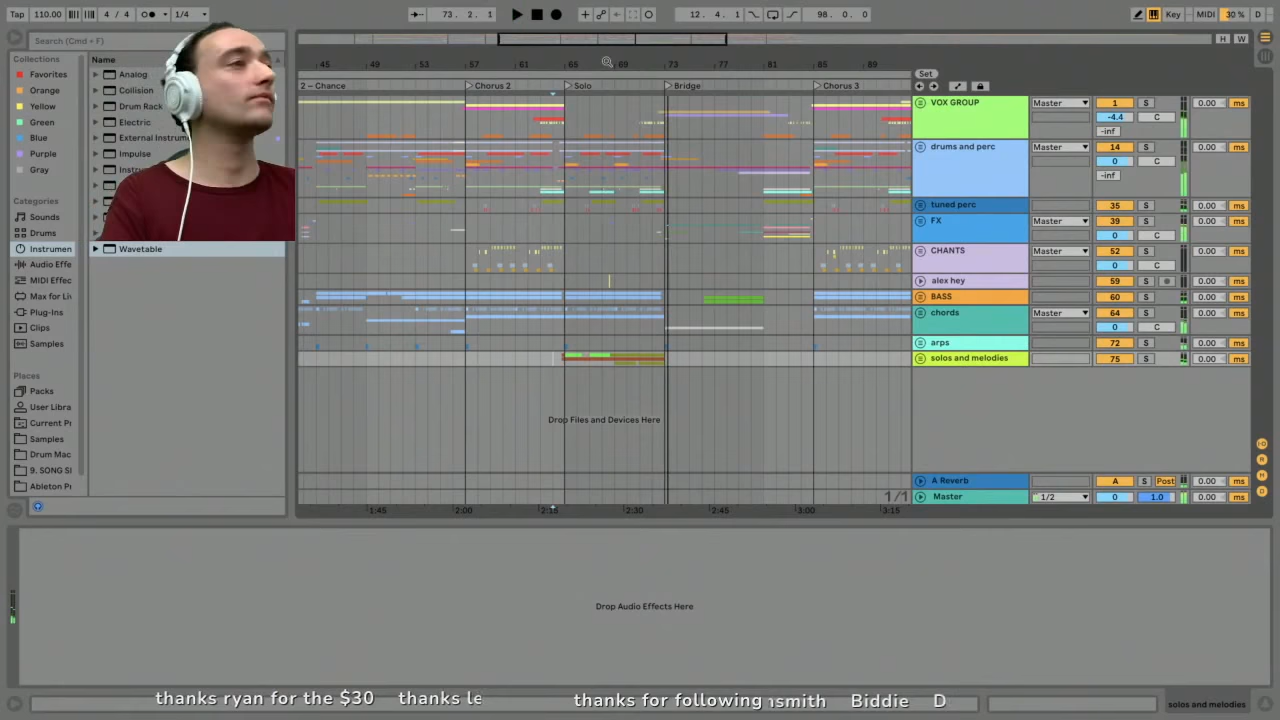 Tap 110.00 4 / 4 1/4 73. 2. 1 12. 4. 1 98. 0. 0 Key MIDI 30 % D
Search (Cmd + F) H W
Collections Name 45 49 53 57 61 65 69 73 77 81 85 89
Set
Favorites Analog 2 – Chance Chorus 2 Solo Bridge Chorus 3
Orange Collision
Yellow Drum Rack VOX GROUP Master 1 S 0.00 ms
Green Electric -4.4 C
Blue External Instrum -inf
Purple Impulse drums and perc Master 14 S 0.00 ms
Gray Instru 0 C
-inf
Categories
Sounds tuned perc 35 S 0.00 ms
Drums FX Master 39 S 0.00 ms
0 C
Instrumen Wavetable CHANTS Master 52 S 0.00 ms
Audio Effe 0 C
MIDI Effec alex hey 59 S 0.00 ms
Max for Liv BASS 60 S 0.00 ms
Plug-Ins chords Master 64 S 0.00 ms
Clips 0 C
Samples arps 72 S 0.00 ms
solos and melodies 75 S 0.00 ms
Places
Packs
User Libra
Current Pr Drop Files and Devices Here
Samples
Drum Mac
9. SONG SI A Reverb A S Post 0.00 ms
Ableton Pr 1/1 Master 1/2 0 1.0 0.00 ms
1:45 2:00 2:15 2:30 2:45 3:00 3:15
Drop Audio Effects Here
thanks ryan for the $30 thanks le thanks for following smith Biddie D
solos and melodies